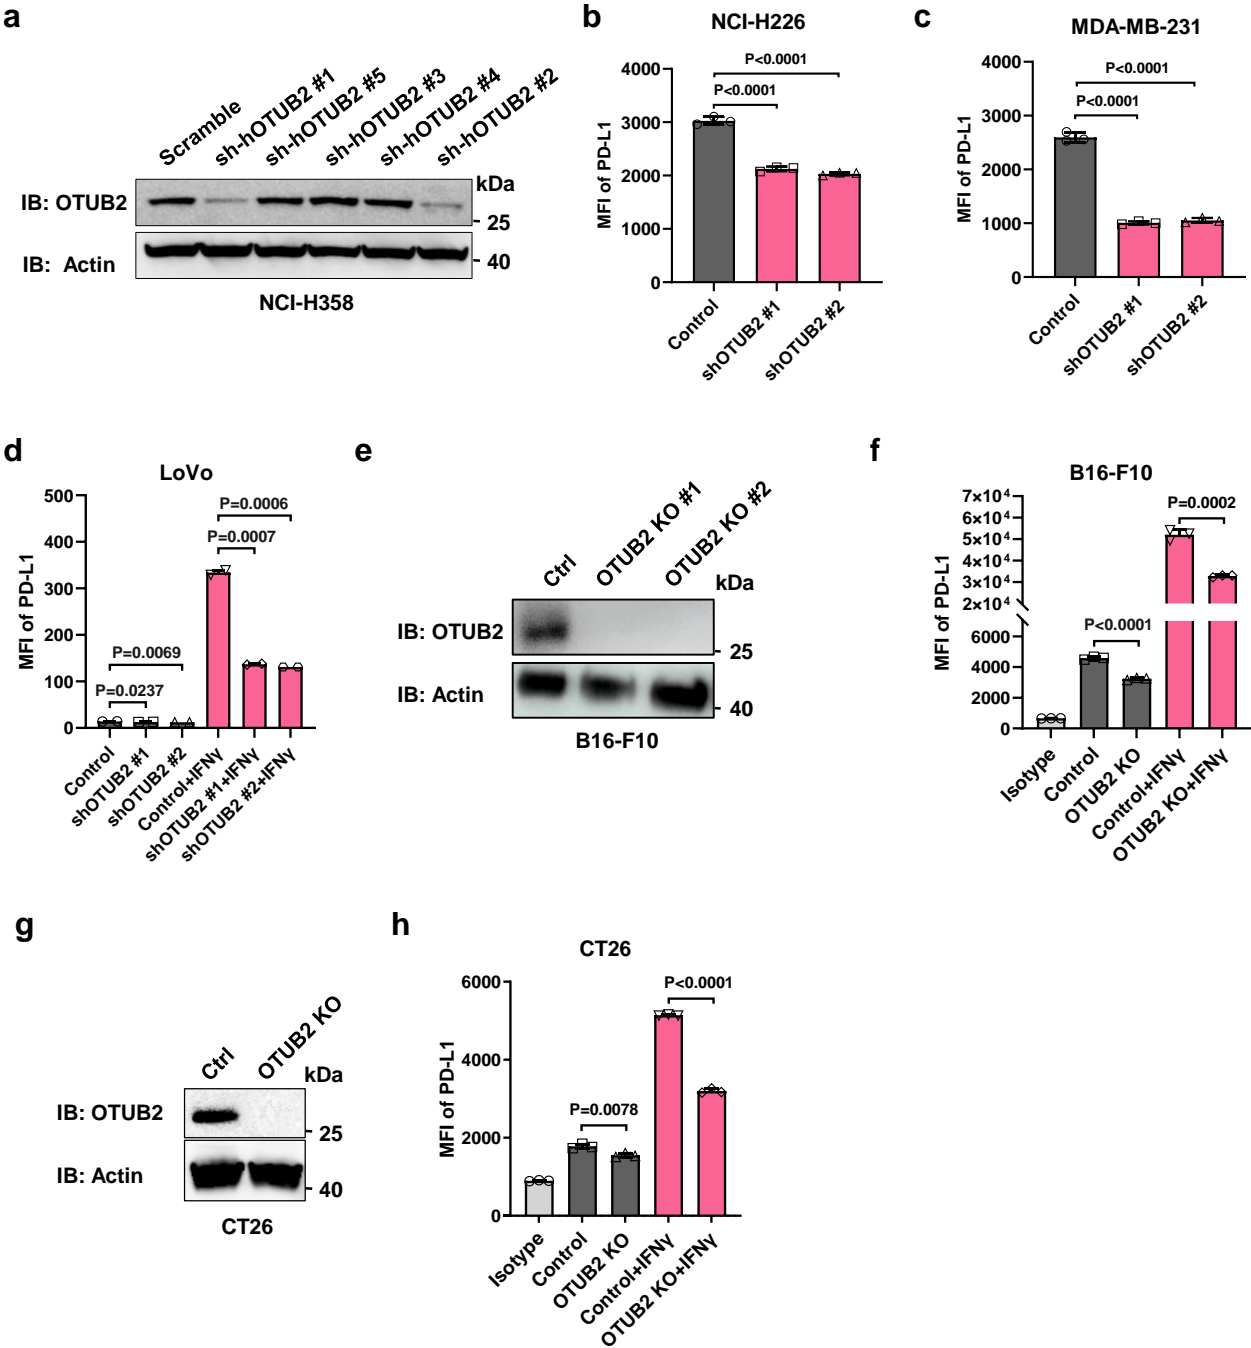 a
Scramble
sh-hOTUB2 #1
sh-hOTUB2 #5
sh-hOTUB2 #3
sh-hOTUB2 #4
sh-hOTUB2 #2
kDa
IB: OTUB2
25
IB: Actin
40
NCI-H358
b
NCI-H226
MFI of PD-L1
4000
3000
2000
1000
0
P<0.0001
P<0.0001
Control
shOTUB2 #1
shOTUB2 #2
c
MDA-MB-231
MFI of PD-L1
4000
3000
2000
1000
0
P<0.0001
P<0.0001
Control
shOTUB2 #1
shOTUB2 #2
d
LoVo
MFI of PD-L1
500
400
300
200
100
0
P=0.0006
P=0.0007
P=0.0069
P=0.0237
Control
shOTUB2 #1
shOTUB2 #2
Control+IFNγ
shOTUB2 #1+IFNγ
shOTUB2 #2+IFNγ
e
Ctrl
OTUB2 KO #1
OTUB2 KO #2
kDa
IB: OTUB2
25
IB: Actin
40
B16-F10
f
B16-F10
MFI of PD-L1
7×10⁴
6×10⁴
5×10⁴
4×10⁴
3×10⁴
2×10⁴
6000
4000
2000
0
P=0.0002
P<0.0001
Isotype
Control
OTUB2 KO
Control+IFNγ
OTUB2 KO+IFNγ
g
Ctrl
OTUB2 KO
kDa
IB: OTUB2
25
IB: Actin
40
CT26
h
CT26
MFI of PD-L1
6000
4000
2000
0
P<0.0001
P=0.0078
Isotype
Control
OTUB2 KO
Control+IFNγ
OTUB2 KO+IFNγ